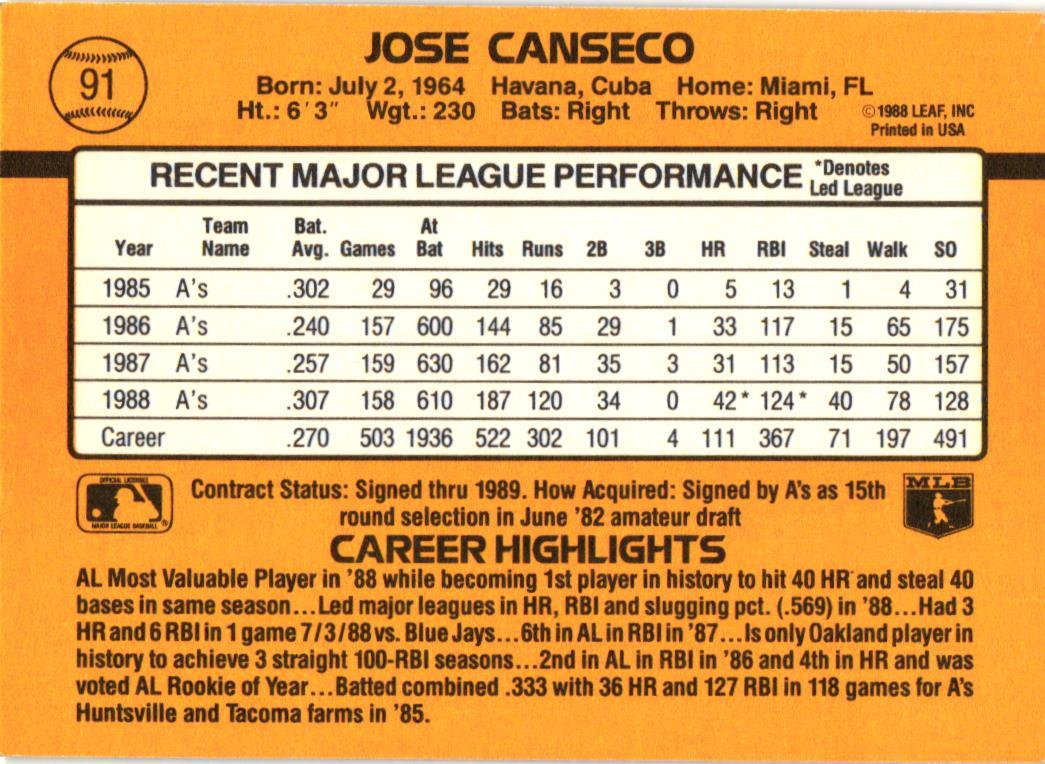 91
JOSE CANSECO
Born: July 2, 1964 Havana, Cuba Home: Miami, FL
Ht.: 6'3" Wgt.: 230 Bats: Right Throws: Right
©1988 LEAF, INC
Printed in USA
RECENT MAJOR LEAGUE PERFORMANCE *Denotes
Led League
Year Team Name Bat. Avg. Games At Bat Hits Runs 2B 3B HR RBI Steal Walk SO
1985 A's .302 29 96 29 16 3 0 5 13 1 4 31
1986 A's .240 157 600 144 85 29 1 33 117 15 65 175
1987 A's .257 159 630 162 81 35 3 31 113 15 50 157
1988 A's .307 158 610 187 120 34 0 42* 124* 40 78 128
Career .270 503 1936 522 302 101 4 111 367 71 197 491
OFFICIAL LICENSEE
MAJOR LEAGUE BASEBALL ®
Contract Status: Signed thru 1989. How Acquired: Signed by A's as 15th
round selection in June '82 amateur draft
MLB
CAREER HIGHLIGHTS
AL Most Valuable Player in '88 while becoming 1st player in history to hit 40 HR and steal 40
bases in same season...Led major leagues in HR, RBI and slugging pct. (.569) in '88...Had 3
HR and 6 RBI in 1 game 7/3/88 vs. Blue Jays...6th in AL in RBI in '87...Is only Oakland player in
history to achieve 3 straight 100-RBI seasons...2nd in AL in RBI in '86 and 4th in HR and was
voted AL Rookie of Year...Batted combined .333 with 36 HR and 127 RBI in 118 games for A's
Huntsville and Tacoma farms in '85.